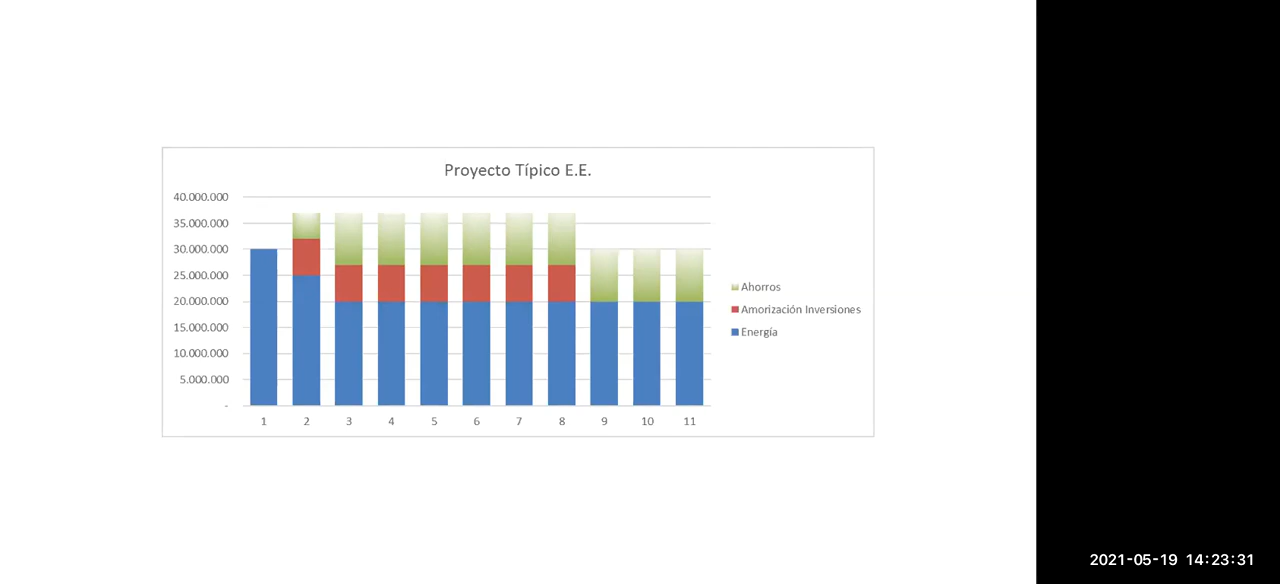 Proyecto Típico E.E.
40.000.000
35.000.000
30.000.000
25.000.000
20.000.000
15.000.000
10.000.000
5.000.000
-
1 2 3 4 5 6 7 8 9 10 11
Ahorros
Amorización Inversiones
Energía
2021-05-19 14:23:31